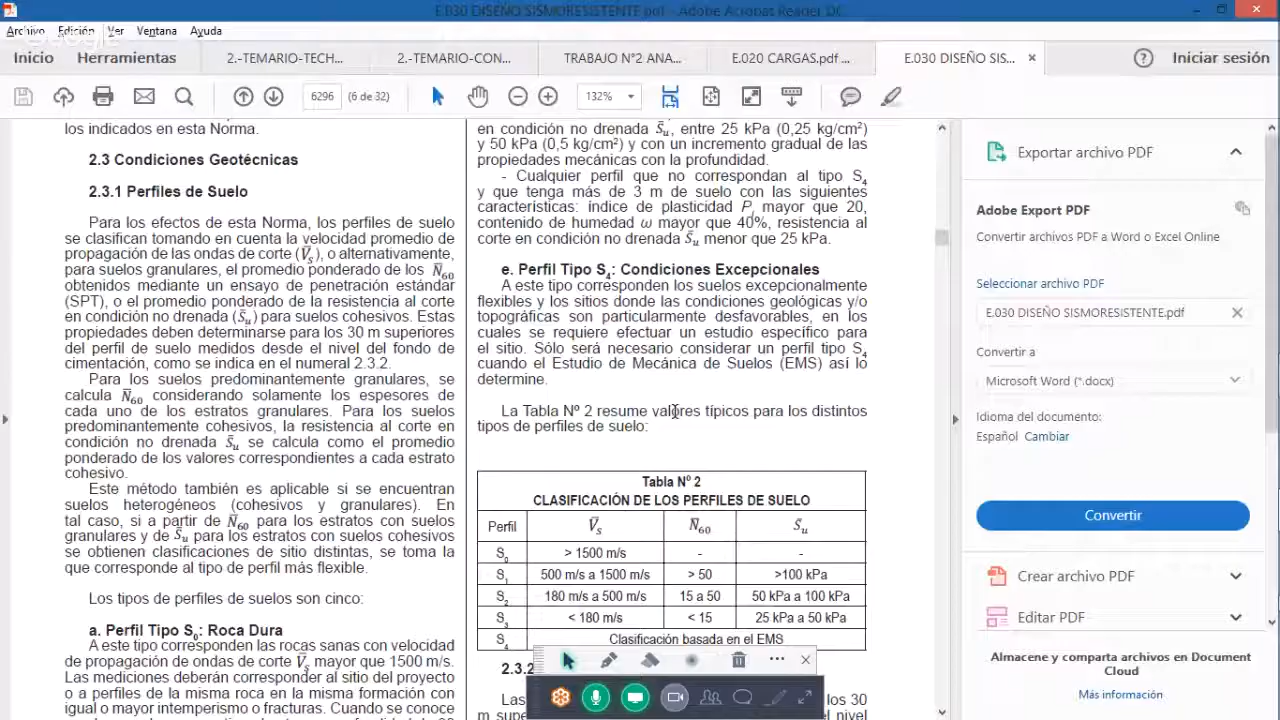 E.030 DISEÑO SISMORESISTENTE.pdf - Adobe Acrobat Reader DC
Archivo Edición Ver Ventana Ayuda
Google
Inicio Herramientas 2.-TEMARIO-TECH... 2.-TEMARIO-CON... TRABAJO N°2 ANA... E.020 CARGAS.pdf ... E.030 DISEÑO SIS... × Iniciar sesión
6296 (6 de 32) 132%
los indicados en esta Norma.
2.3 Condiciones Geotécnicas
2.3.1 Perfiles de Suelo
Para los efectos de esta Norma, los perfiles de suelo
se clasifican tomando en cuenta la velocidad promedio de
propagación de las ondas de corte (V̅s), o alternativamente,
para suelos granulares, el promedio ponderado de los N̅60
obtenidos mediante un ensayo de penetración estándar
(SPT), o el promedio ponderado de la resistencia al corte
en condición no drenada (S̅u) para suelos cohesivos. Estas
propiedades deben determinarse para los 30 m superiores
del perfil de suelo medidos desde el nivel del fondo de
cimentación, como se indica en el numeral 2.3.2.
Para los suelos predominantemente granulares, se
calcula N̅60 considerando solamente los espesores de
cada uno de los estratos granulares. Para los suelos
predominantemente cohesivos, la resistencia al corte en
condición no drenada S̅u se calcula como el promedio
ponderado de los valores correspondientes a cada estrato
cohesivo.
Este método también es aplicable si se encuentran
suelos heterogéneos (cohesivos y granulares). En
tal caso, si a partir de N̅60 para los estratos con suelos
granulares y de S̅u para los estratos con suelos cohesivos
se obtienen clasificaciones de sitio distintas, se toma la
que corresponde al tipo de perfil más flexible.
Los tipos de perfiles de suelos son cinco:
a. Perfil Tipo S0: Roca Dura
A este tipo corresponden las rocas sanas con velocidad
de propagación de ondas de corte V̅s mayor que 1500 m/s.
Las mediciones deberán corresponder al sitio del proyecto
o a perfiles de la misma roca en la misma formación con
igual o mayor intemperismo o fracturas. Cuando se conoce
en condición no drenada S̅u, entre 25 kPa (0,25 kg/cm²)
y 50 kPa (0,5 kg/cm²) y con un incremento gradual de las
propiedades mecánicas con la profundidad.
- Cualquier perfil que no correspondan al tipo S4
y que tenga más de 3 m de suelo con las siguientes
características: índice de plasticidad PI mayor que 20,
contenido de humedad ω mayor que 40%, resistencia al
corte en condición no drenada S̅u menor que 25 kPa.
e. Perfil Tipo S4: Condiciones Excepcionales
A este tipo corresponden los suelos excepcionalmente
flexibles y los sitios donde las condiciones geológicas y/o
topográficas son particularmente desfavorables, en los
cuales se requiere efectuar un estudio específico para
el sitio. Sólo será necesario considerar un perfil tipo S4
cuando el Estudio de Mecánica de Suelos (EMS) así lo
determine.
La Tabla Nº 2 resume valores típicos para los distintos
tipos de perfiles de suelo:
Tabla Nº 2
CLASIFICACIÓN DE LOS PERFILES DE SUELO
Perfil V̅s N̅60 S̅u
S0 > 1500 m/s - -
S1 500 m/s a 1500 m/s > 50 >100 kPa
S2 180 m/s a 500 m/s 15 a 50 50 kPa a 100 kPa
S3 < 180 m/s < 15 25 kPa a 50 kPa
S4 Clasificación basada en el EMS
2.3.2
Las los 30
m supe nivel
Exportar archivo PDF
Adobe Export PDF
Convertir archivos PDF a Word o Excel Online
Seleccionar archivo PDF
E.030 DISEÑO SISMORESISTENTE.pdf ×
Convertir a
Microsoft Word (*.docx)
Idioma del documento:
Español Cambiar
Convertir
Crear archivo PDF
Editar PDF
Almacene y comparta archivos en Document
Cloud
Más información